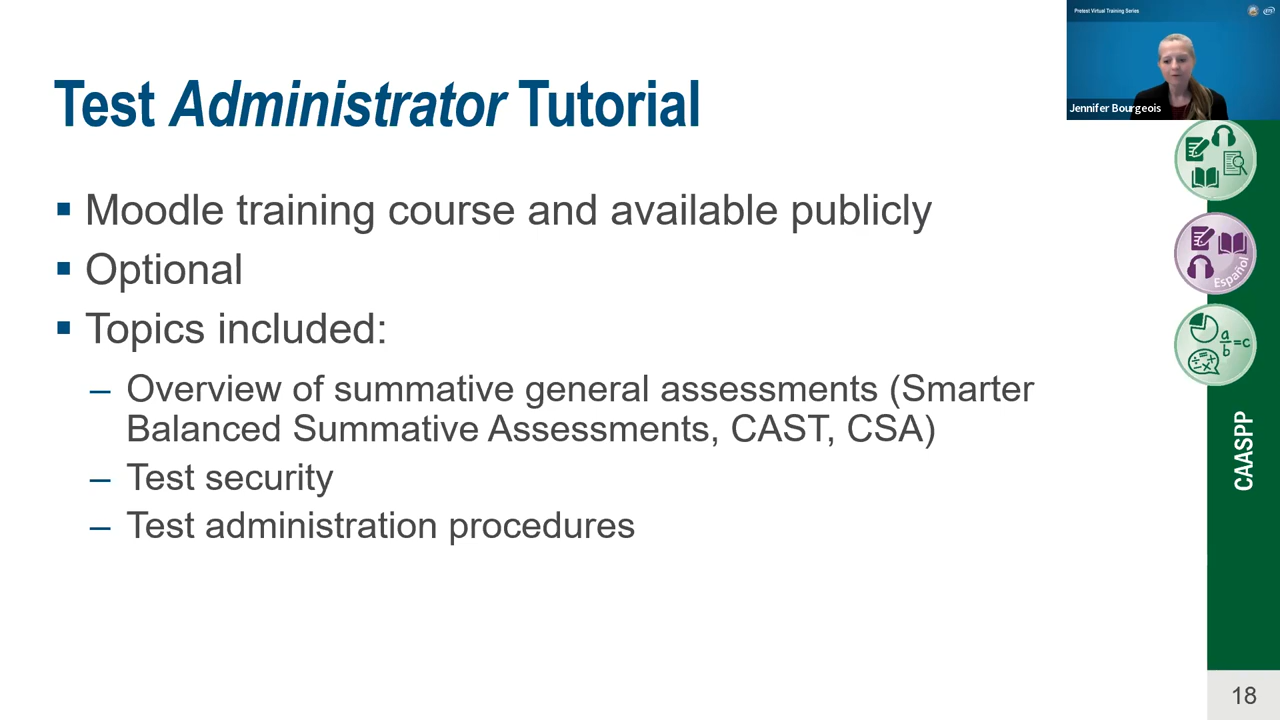 Pretest Virtual Training Series
Jennifer Bourgeois
Test Administrator Tutorial
Moodle training course and available publicly
Optional
Topics included:
– Overview of summative general assessments (Smarter
Balanced Summative Assessments, CAST, CSA)
– Test security
– Test administration procedures
Español
a
b
=c
CAASPP
18